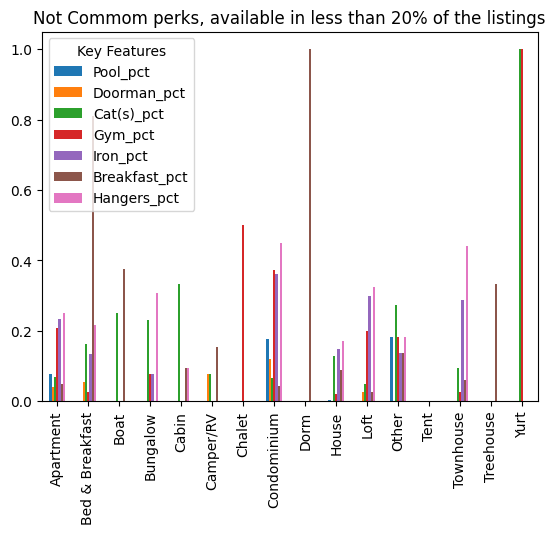 Not Commom perks, available in less than 20% of the listings
Key Features
Pool_pct
Doorman_pct
Cat(s)_pct
Gym_pct
Iron_pct
Breakfast_pct
Hangers_pct
1.0
0.8
0.6
0.4
0.2
0.0
Apartment
Bed & Breakfast
Boat
Bungalow
Cabin
Camper/RV
Chalet
Condominium
Dorm
House
Loft
Other
Tent
Townhouse
Treehouse
Yurt